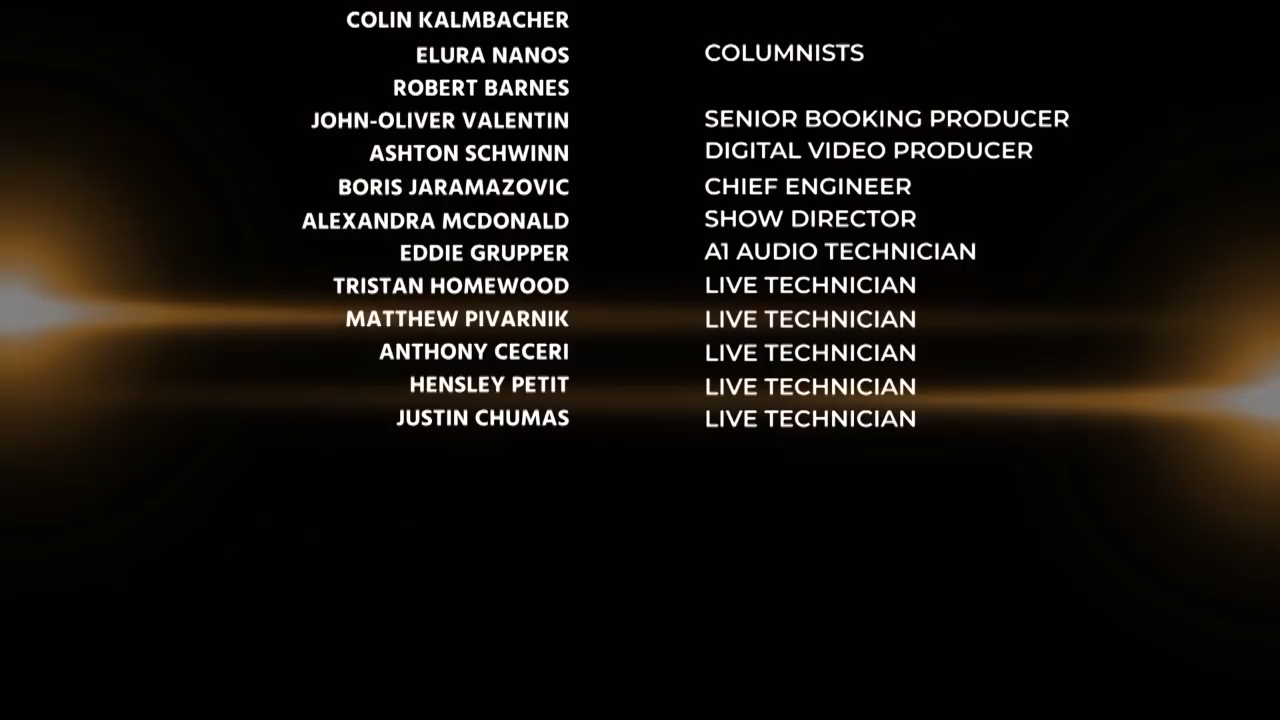 COLIN KALMBACHER
ELURA NANOS COLUMNISTS
ROBERT BARNES
JOHN-OLIVER VALENTIN SENIOR BOOKING PRODUCER
ASHTON SCHWINN DIGITAL VIDEO PRODUCER
BORIS JARAMAZOVIC CHIEF ENGINEER
ALEXANDRA MCDONALD SHOW DIRECTOR
EDDIE GRUPPER A1 AUDIO TECHNICIAN
TRISTAN HOMEWOOD LIVE TECHNICIAN
MATTHEW PIVARNIK LIVE TECHNICIAN
ANTHONY CECERI LIVE TECHNICIAN
HENSLEY PETIT LIVE TECHNICIAN
JUSTIN CHUMAS LIVE TECHNICIAN